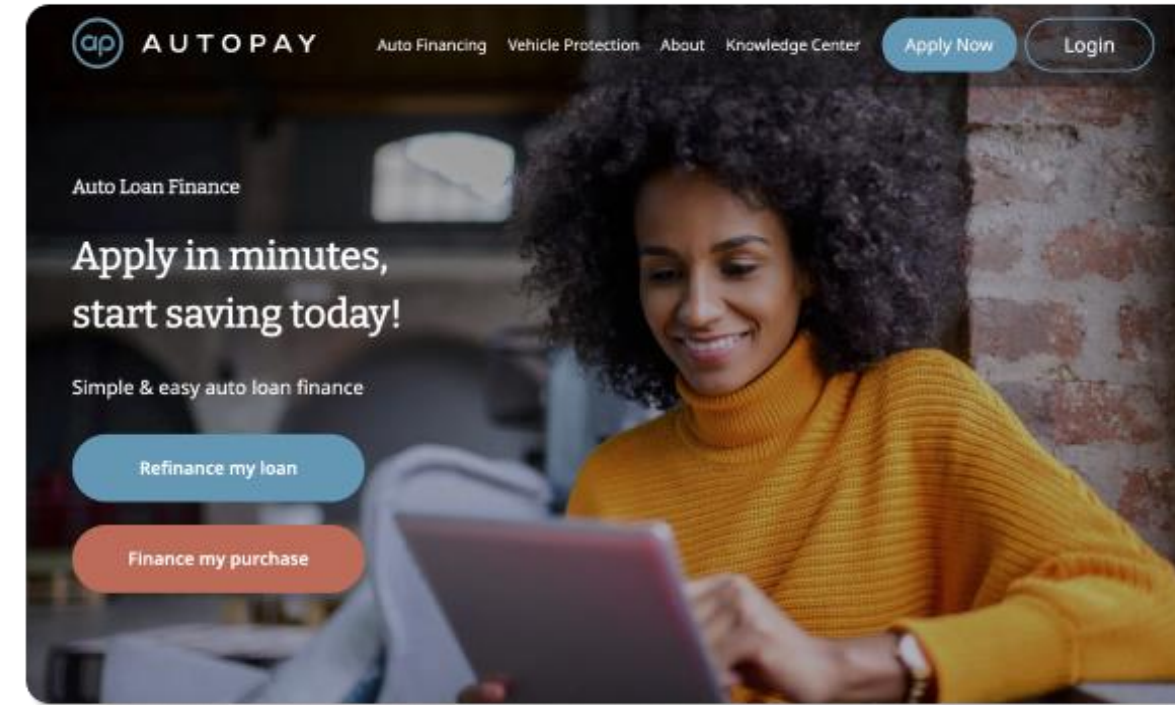 ap AUTOPAY
Auto Financing Vehicle Protection About Knowledge Center Apply Now Login
Auto Loan Finance
Apply in minutes,
start saving today!
Simple & easy auto loan finance
Refinance my loan
Finance my purchase